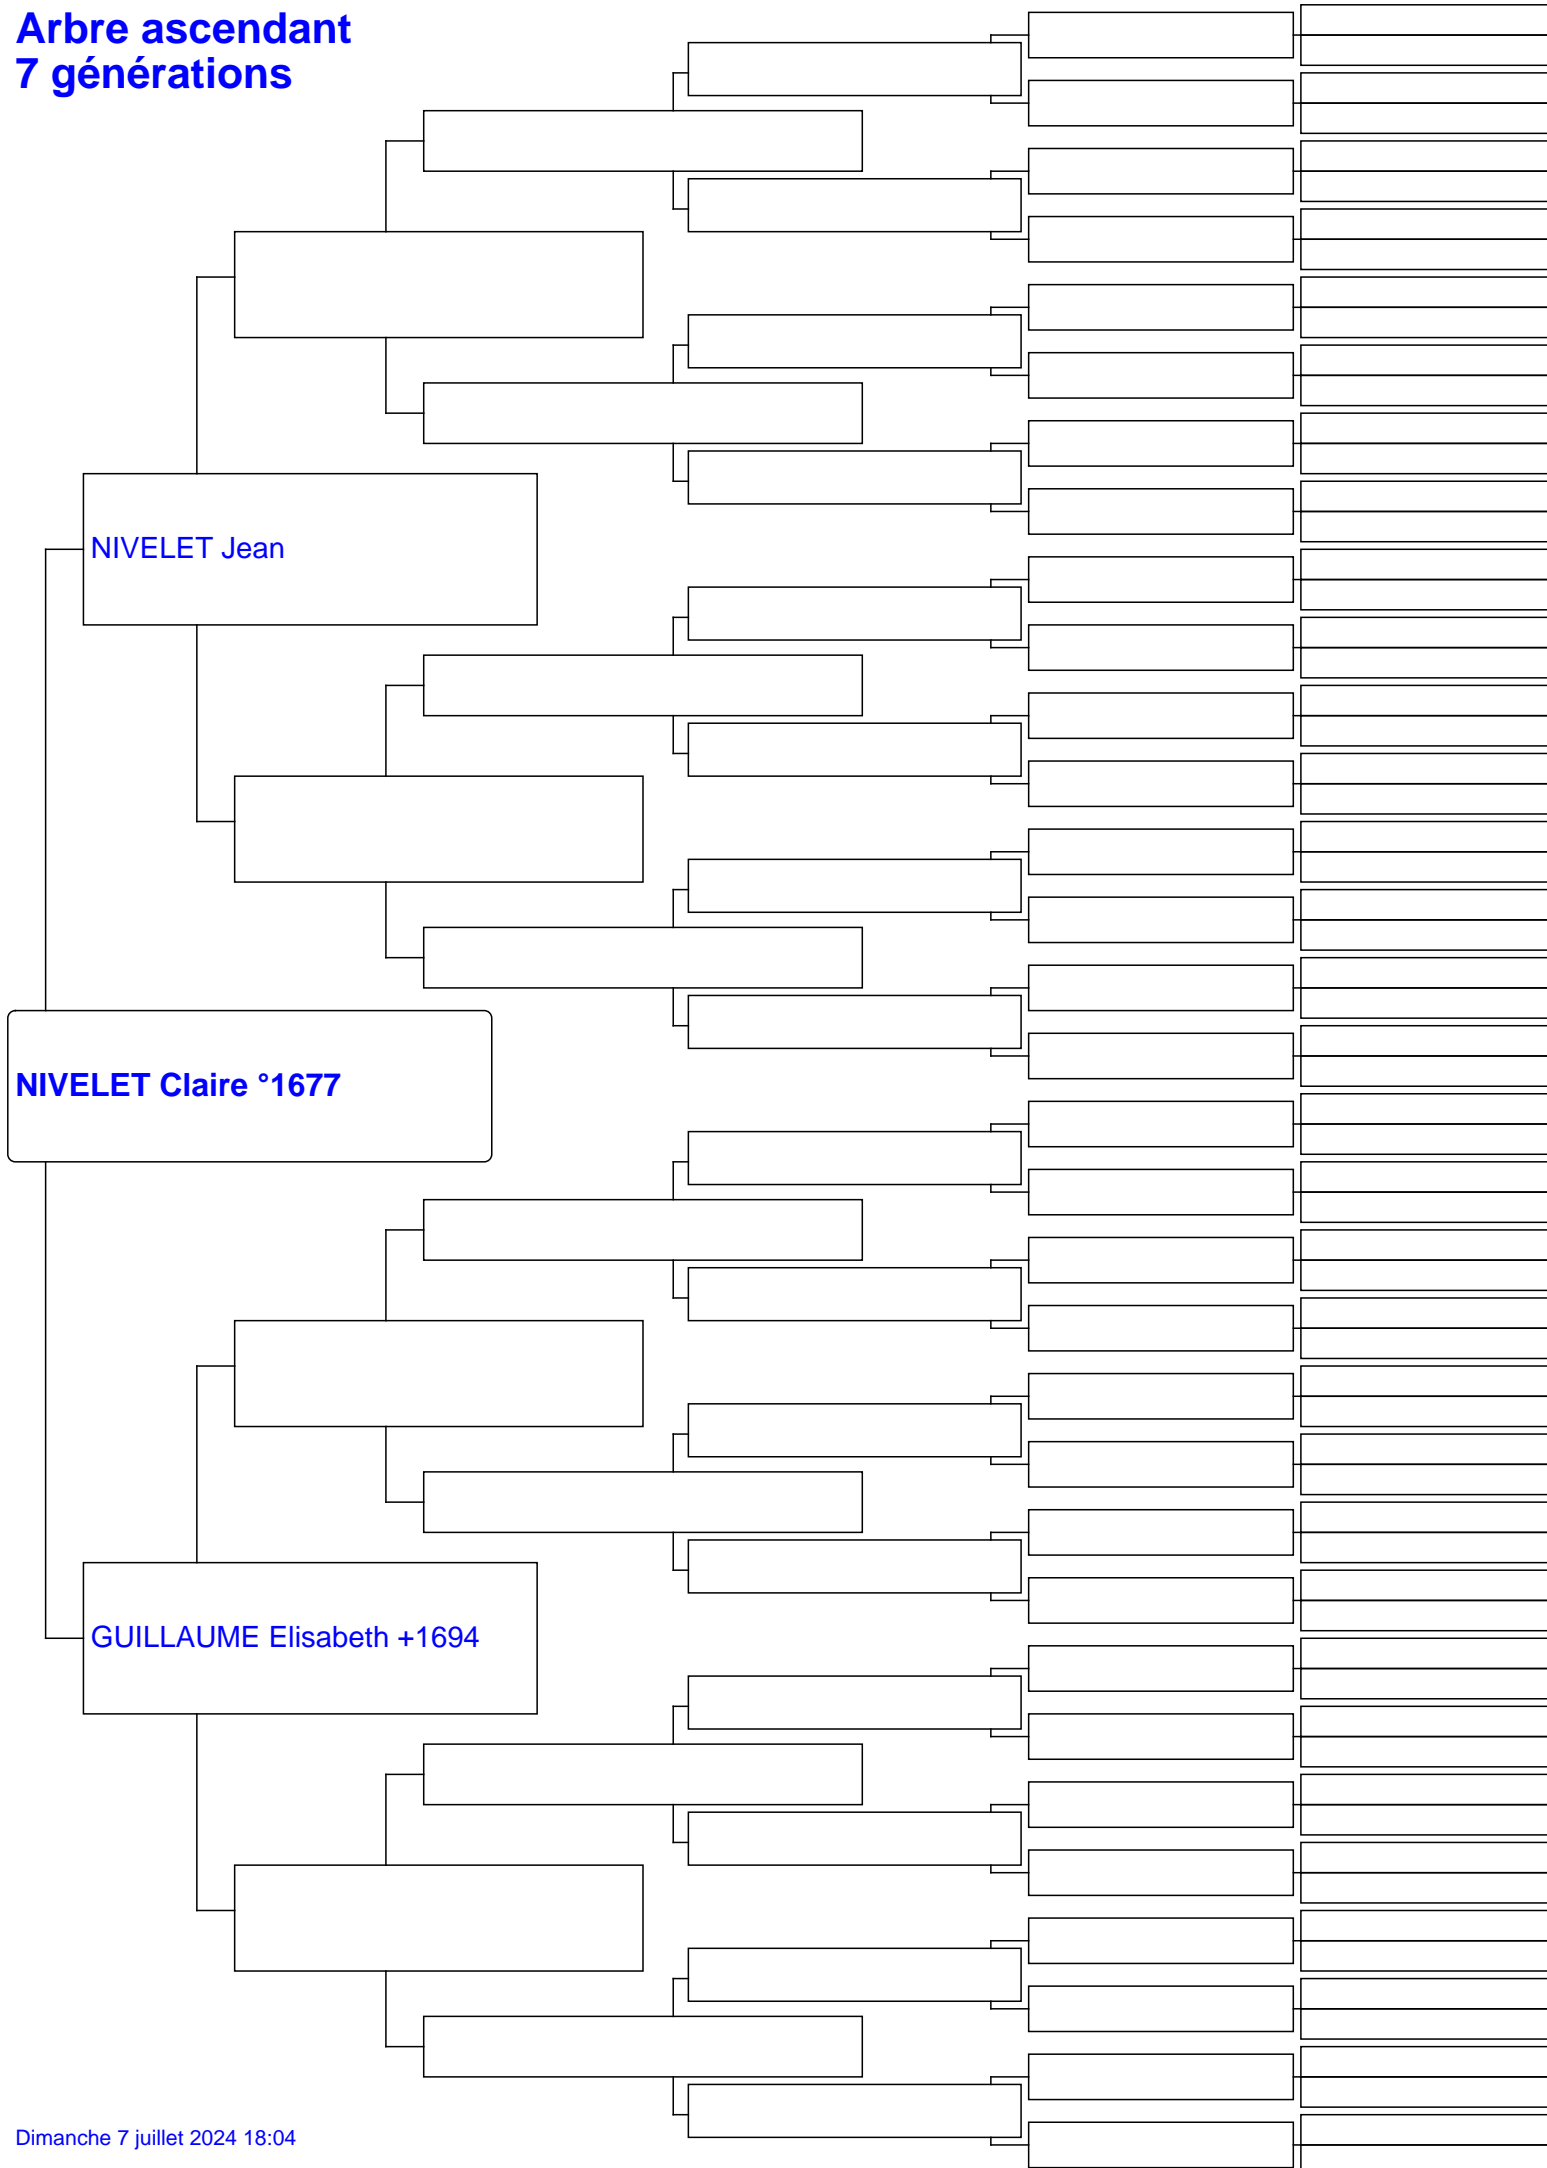 Arbre ascendant
7 générations
NIVELET Jean
NIVELET Claire °1677
GUILLAUME Elisabeth +1694
Dimanche 7 juillet 2024 18:04